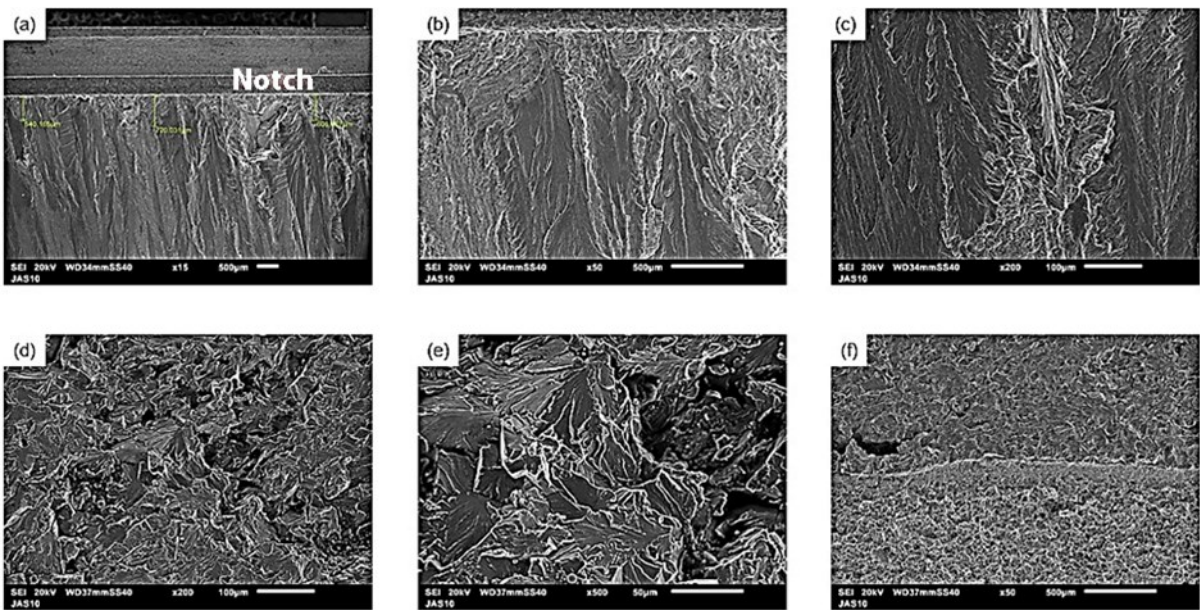 (a)
Notch
SEI 20kV WD34mmSS40 x15 500µm
JAS10
(b)
SEI 20kV WD34mmSS40 x50 500µm
JAS10
(c)
SEI 20kV WD34mmSS40 x200 100µm
JAS10
(d)
SEI 20kV WD37mmSS40 x200 100µm
JAS10
(e)
SEI 20kV WD37mmSS40 x500 50µm
JAS10
(f)
SEI 20kV WD37mmSS40 x50 500µm
JAS10